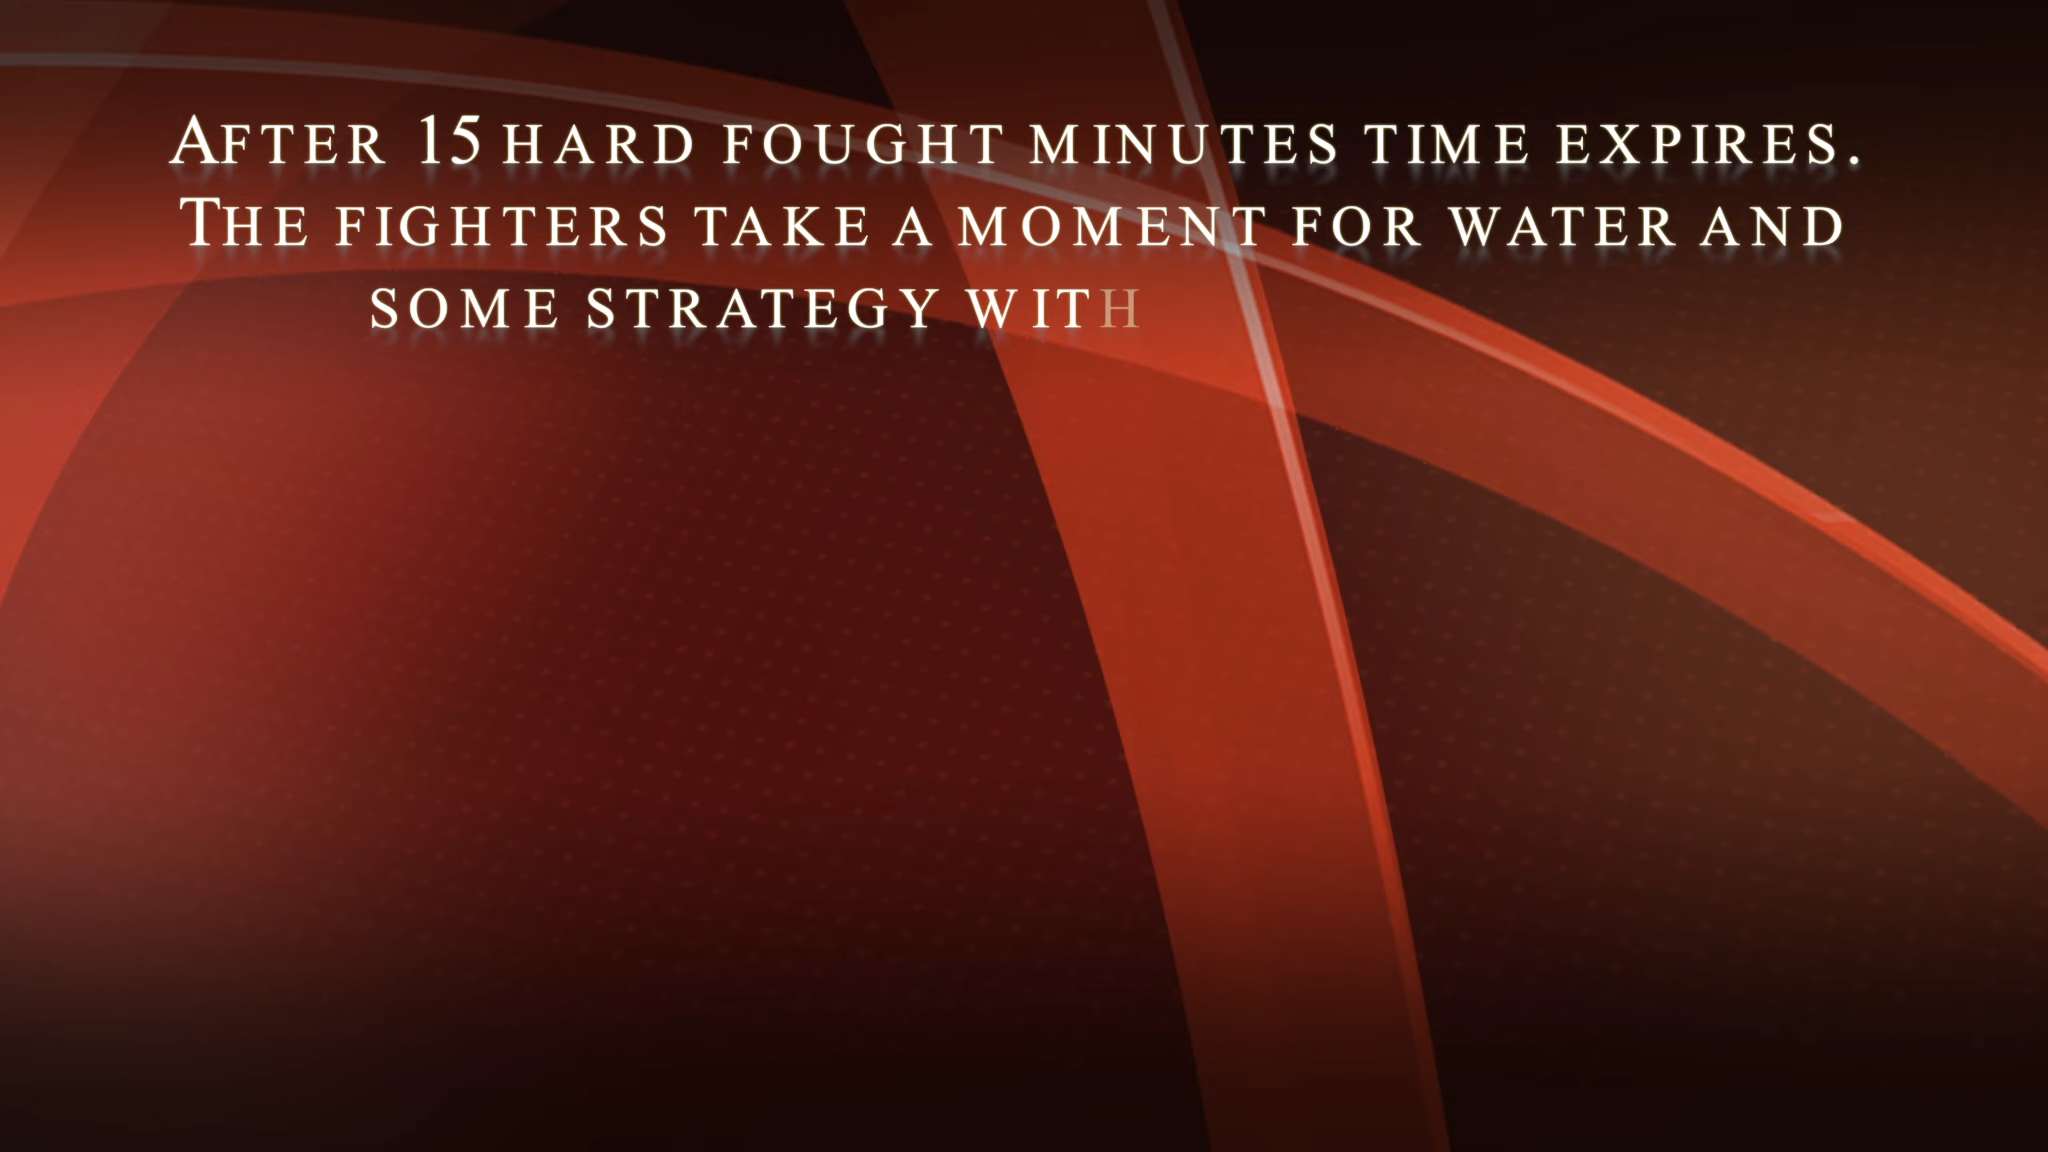 After 15 hard fought minutes time expires.
The fighters take a moment for water and
some strategy with